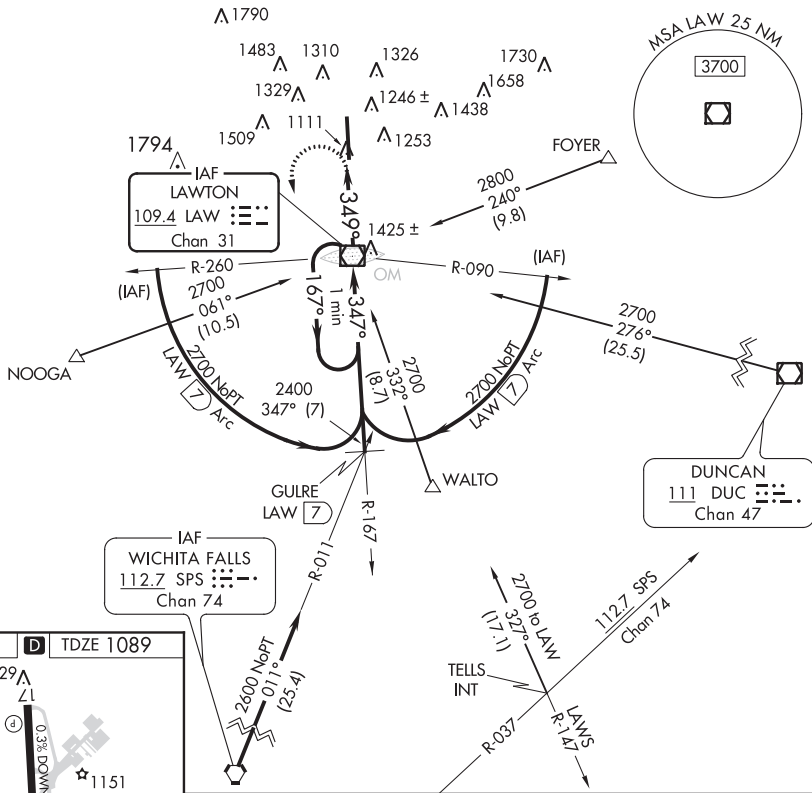 1790
1483
1310
1326
1730
1329
1658
1246 ±
1438
1509
1111
1253
MSA LAW 25 NM
3700
1794
FOYER
2800
240°
(9.8)
IAF
LAWTON
109.4 LAW
Chan 31
349°
1425 ±
OM
R-260
R-090
(IAF)
(IAF)
2700
061°
(10.5)
167°
1 min
347°
2700
276°
(25.5)
NOOGA
2700 NoPT
LAW 7 Arc
2400
347° (7)
2700
332°
(8.7)
2700 NoPT
LAW 7 Arc
GULRE
LAW 7
WALTO
R-167
DUNCAN
111 DUC
Chan 47
IAF
WICHITA FALLS
112.7 SPS
Chan 74
R-011
2600 NoPT
011°
(25.4)
2700 to LAW
327°
(17.1)
112.7 SPS
Chan 74
TELLS
INT
R-037
LAWS
R-147
D TDZE 1089
29
17
P
0.3% DOWN
1151